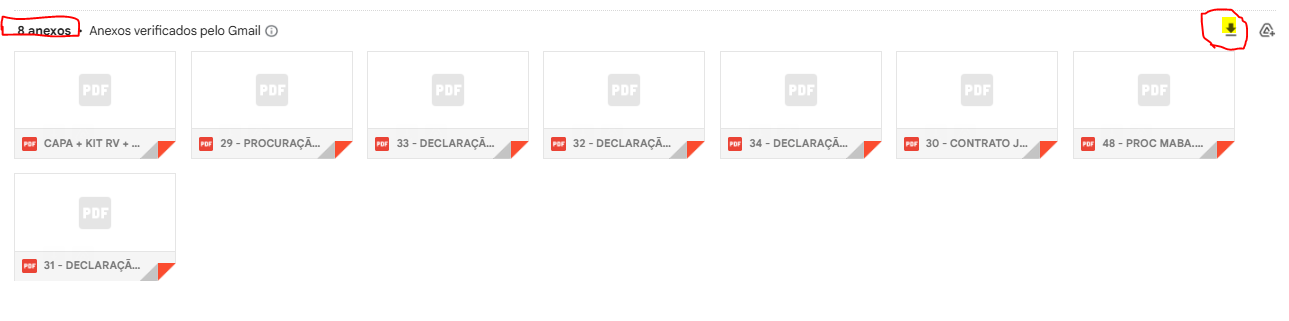 8 anexos • Anexos verificados pelo Gmail
PDF PDF PDF PDF PDF PDF PDF
PDF CAPA + KIT RV + ... PDF 29 - PROCURAÇÃ... PDF 33 - DECLARAÇÃ... PDF 32 - DECLARAÇÃ... PDF 34 - DECLARAÇÃ... PDF 30 - CONTRATO J... PDF 48 - PROC MABA....
PDF
PDF 31 - DECLARAÇÃ...